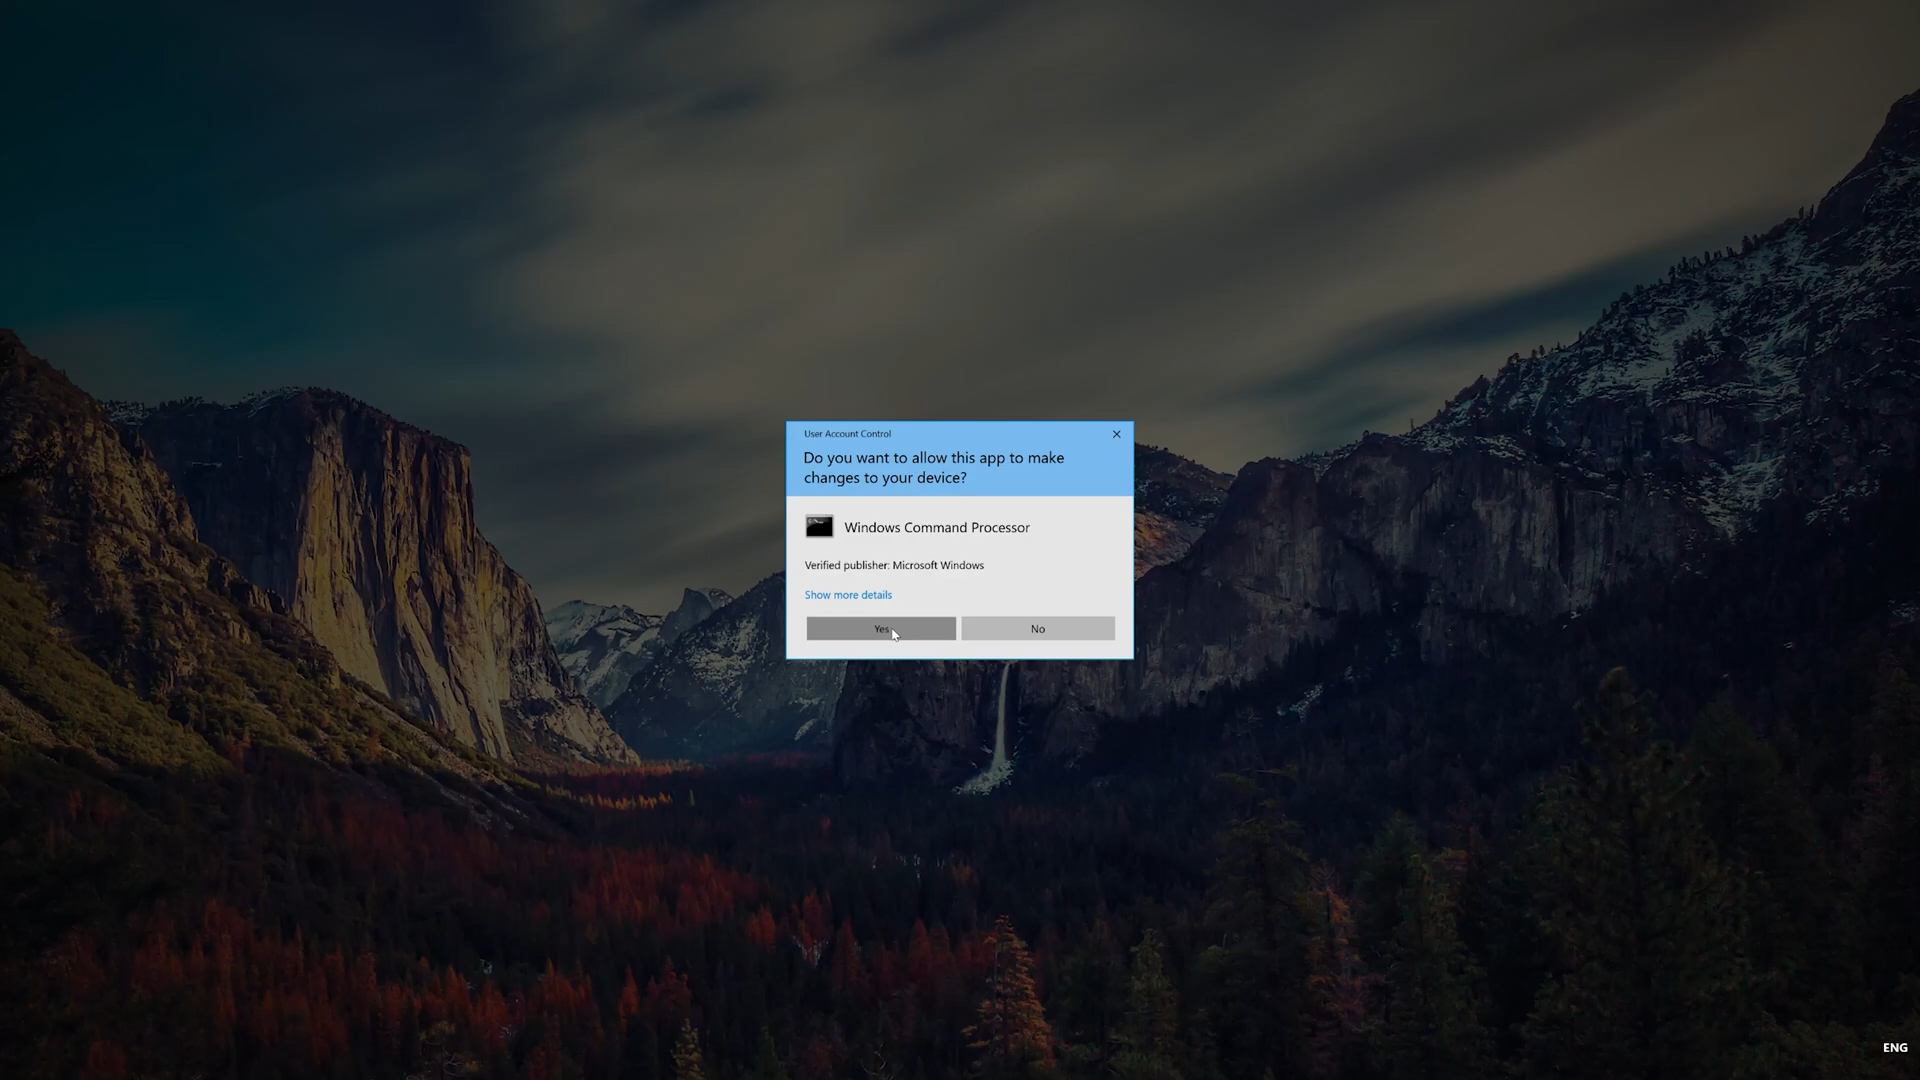 User Account Control
Do you want to allow this app to make
changes to your device?
Windows Command Processor
Verified publisher: Microsoft Windows
Show more details
Yes
No
ENG